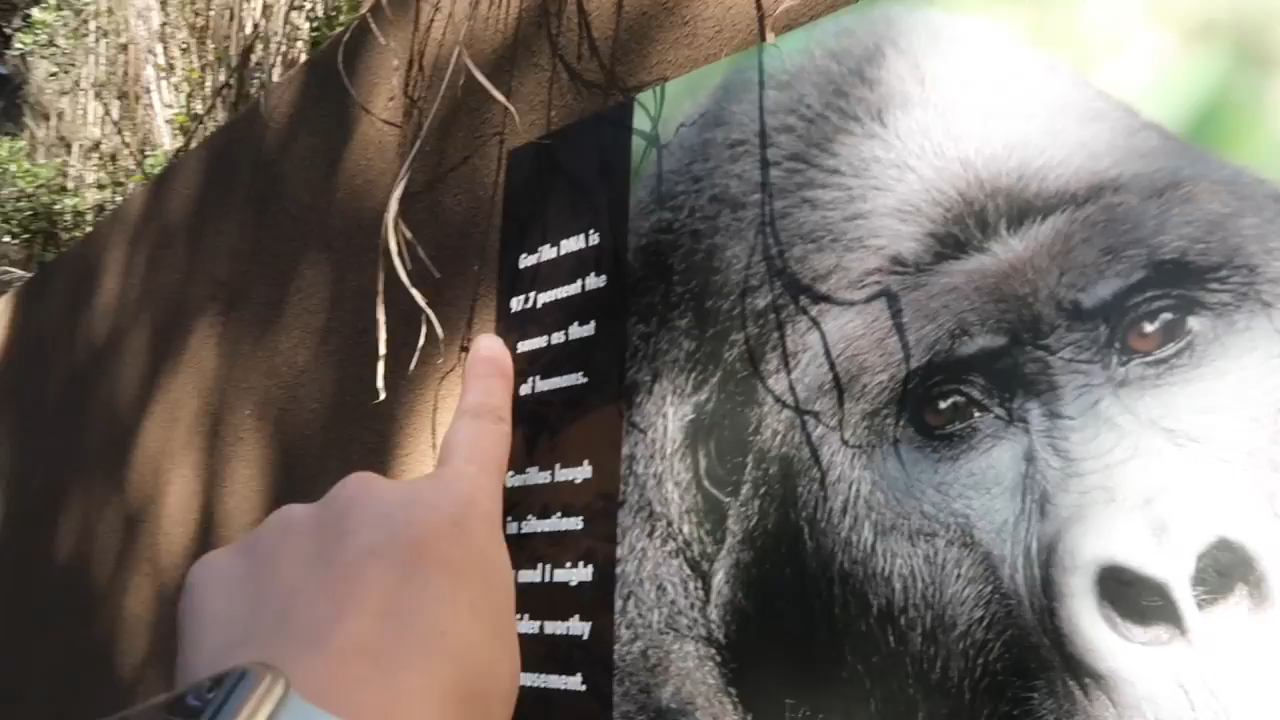 Gorilla DNA is
97.7 percent the
same as that
of humans.
Gorillas laugh
in situations
and I might
worthy